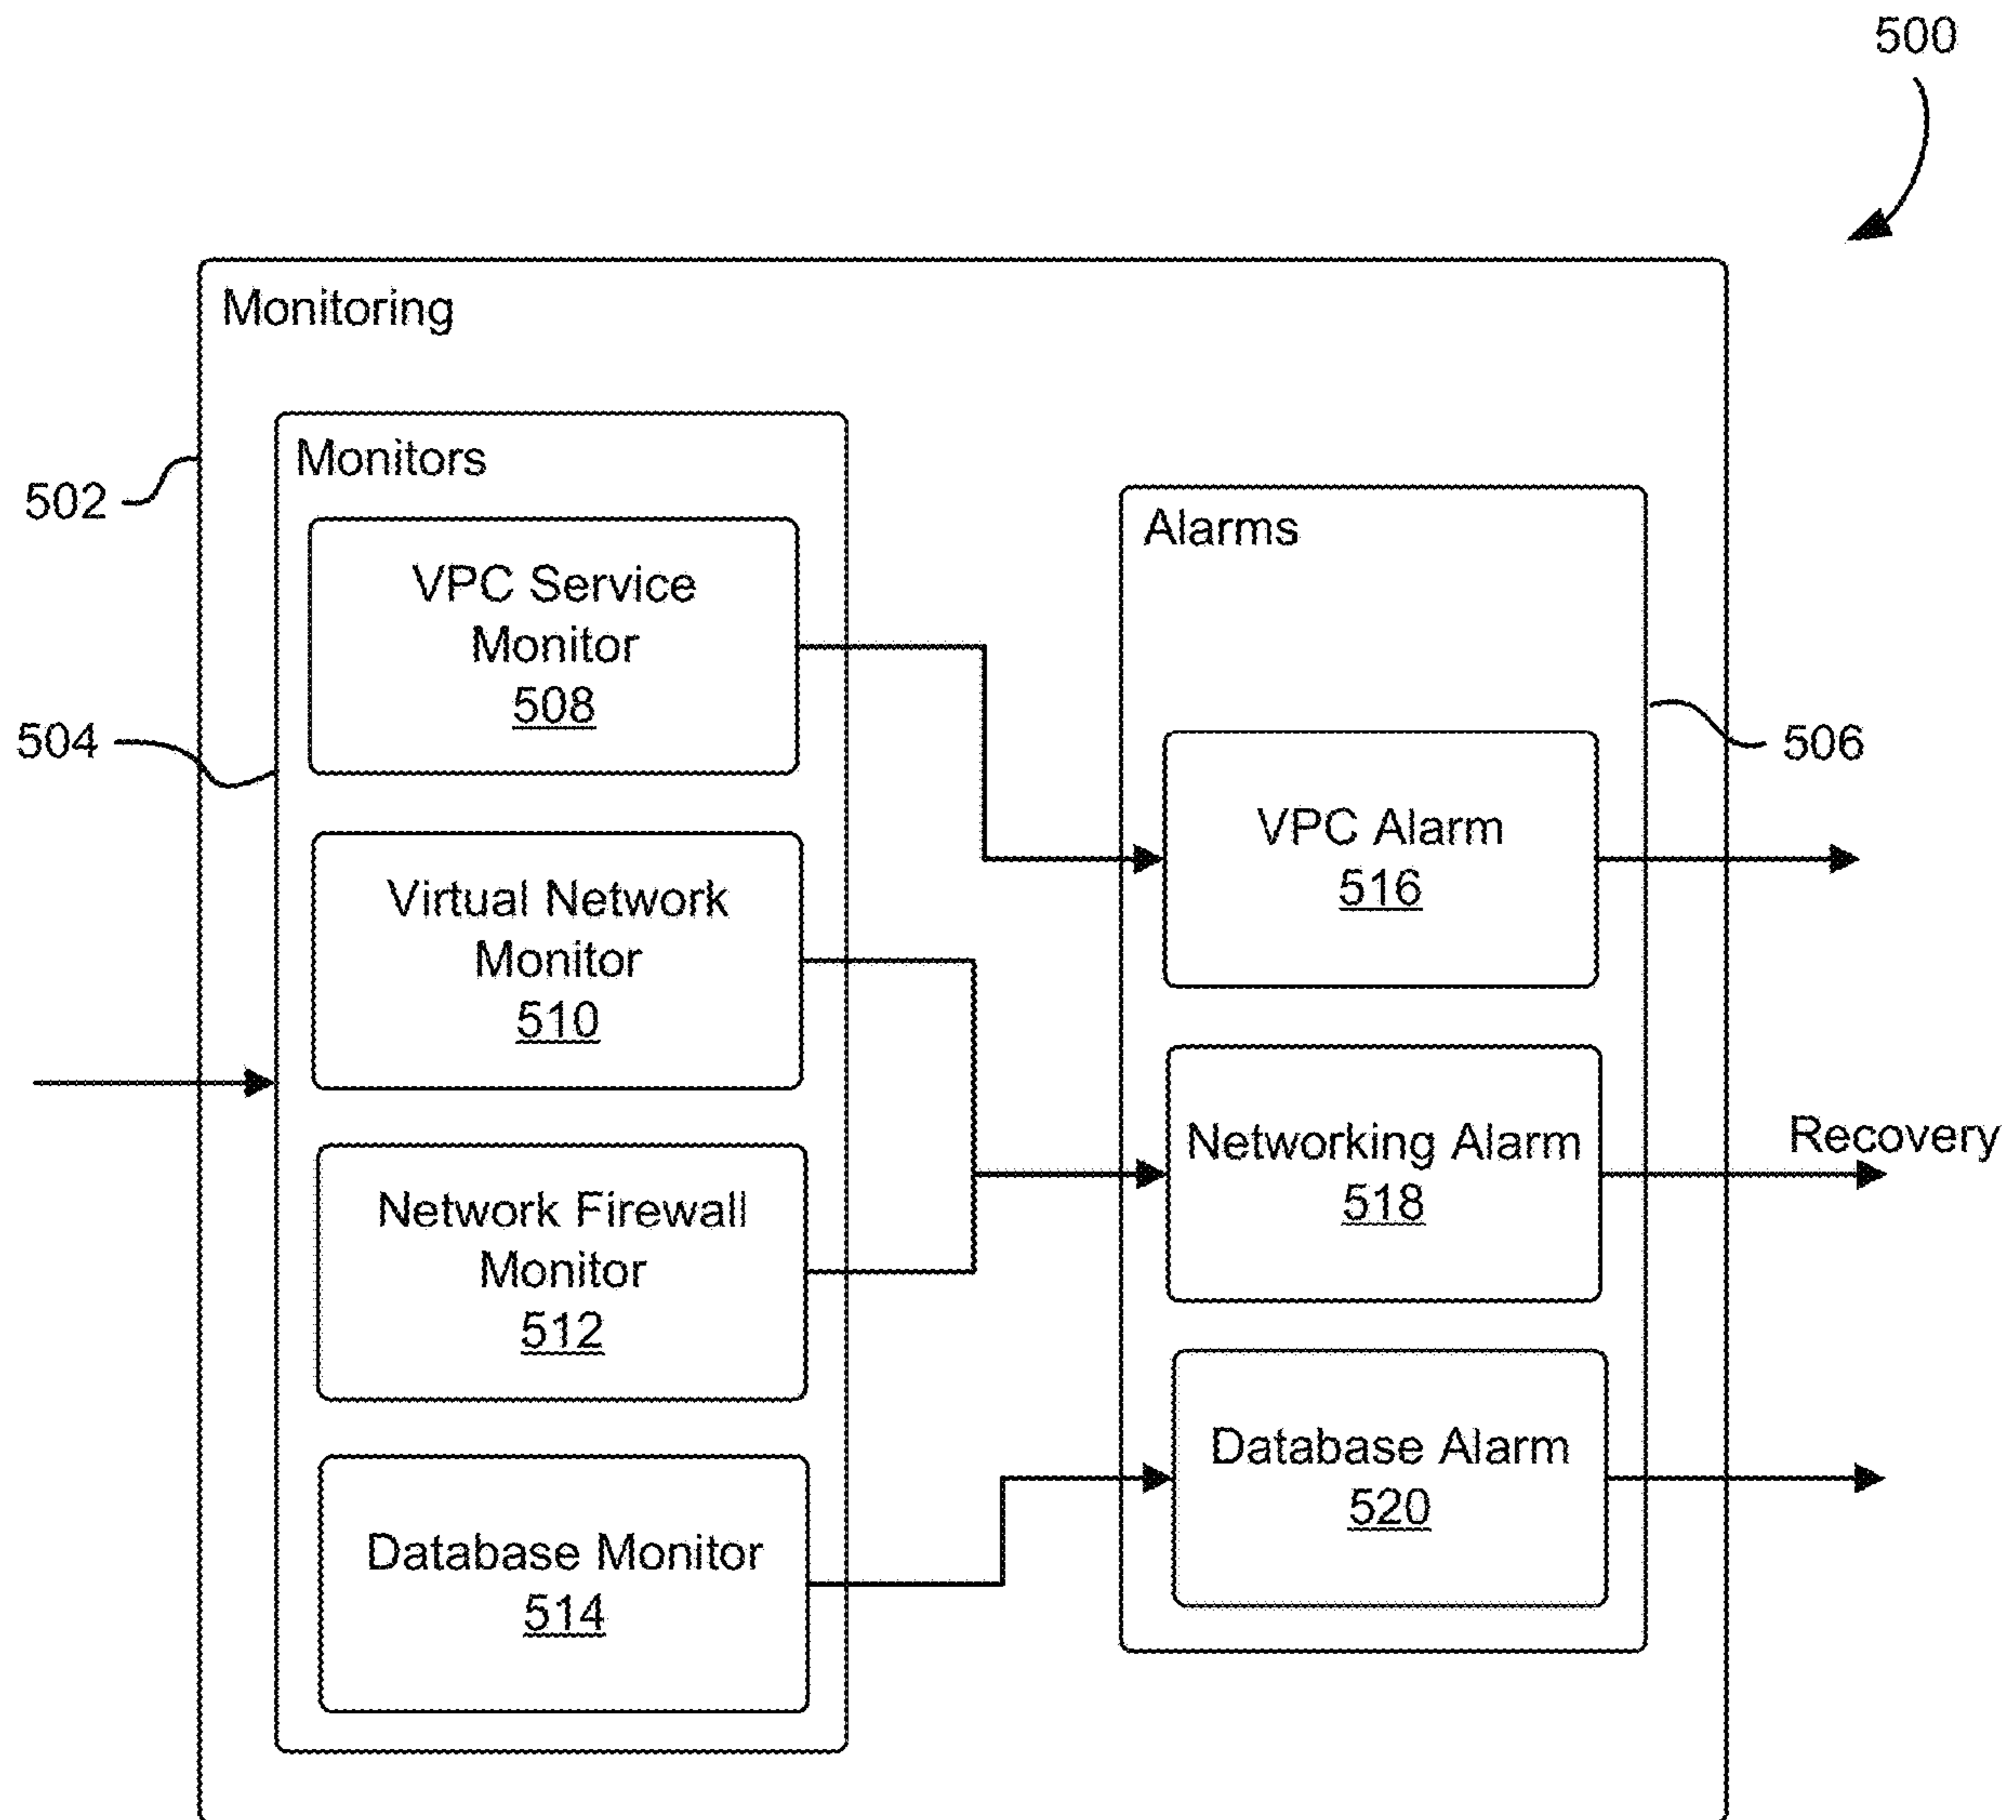 500
Monitoring
Monitors
502
Alarms
VPC Service
Monitor
508
504
506
VPC Alarm
516
Virtual Network
Monitor
510
Recovery
Networking Alarm
518
Network Firewall
Monitor
512
Database Alarm
520
Database Monitor
514